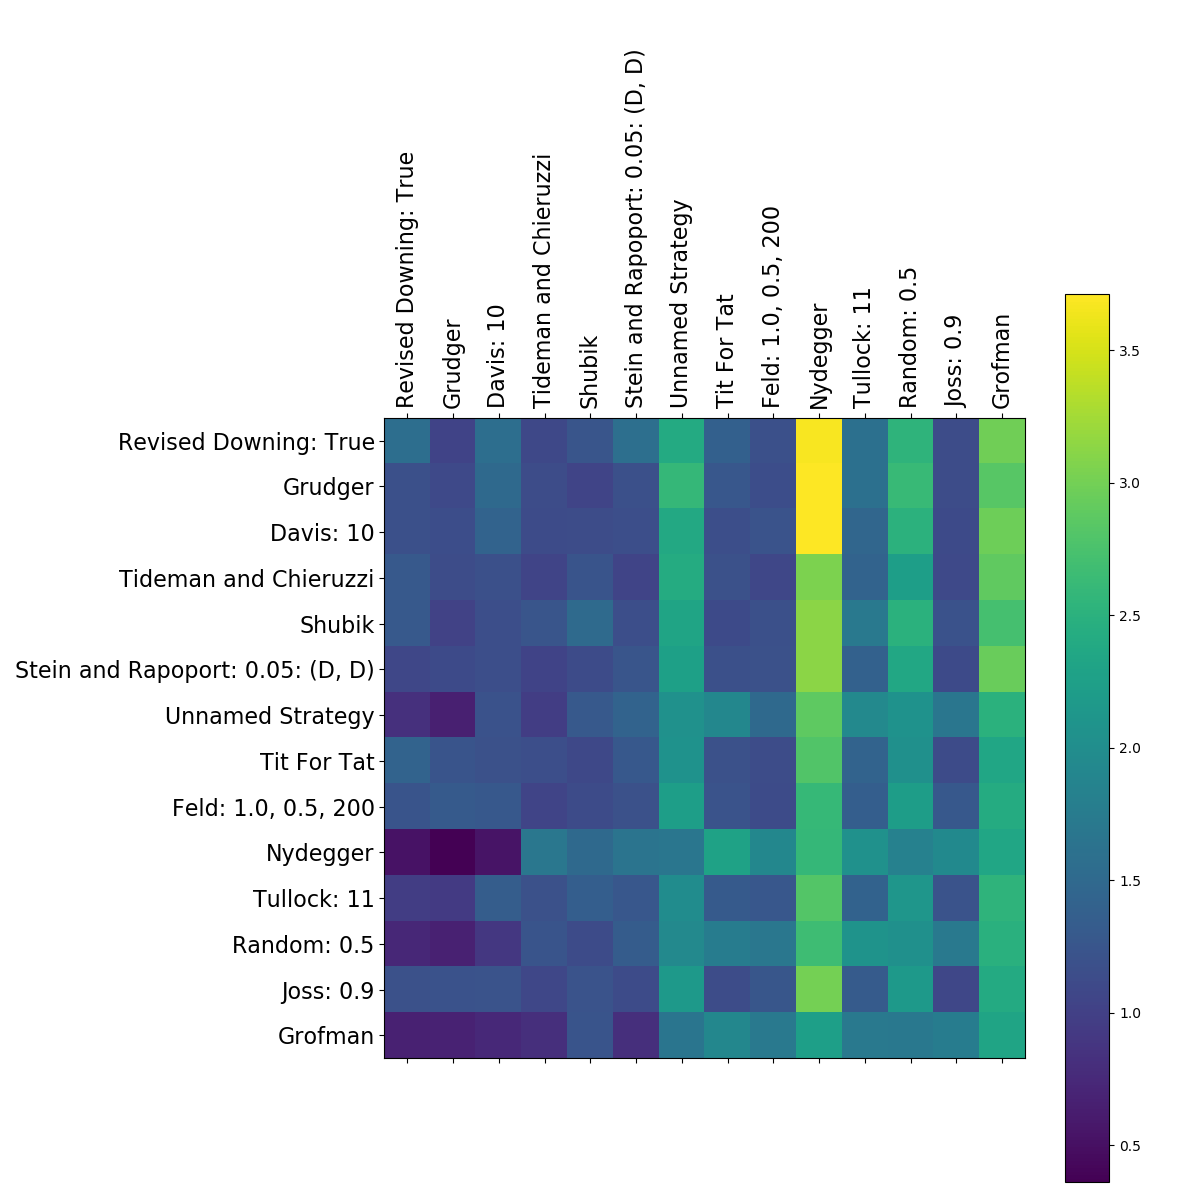 Revised Downing: True
Grudger
Davis: 10
Tideman and Chieruzzi
Shubik
Stein and Rapoport: 0.05: (D, D)
Unnamed Strategy
Tit For Tat
Feld: 1.0, 0.5, 200
Nydegger
Tullock: 11
Random: 0.5
Joss: 0.9
Grofman
Revised Downing: True
Grudger
Davis: 10
Tideman and Chieruzzi
Shubik
Stein and Rapoport: 0.05: (D, D)
Unnamed Strategy
Tit For Tat
Feld: 1.0, 0.5, 200
Nydegger
Tullock: 11
Random: 0.5
Joss: 0.9
Grofman
3.5
3.0
2.5
2.0
1.5
1.0
0.5